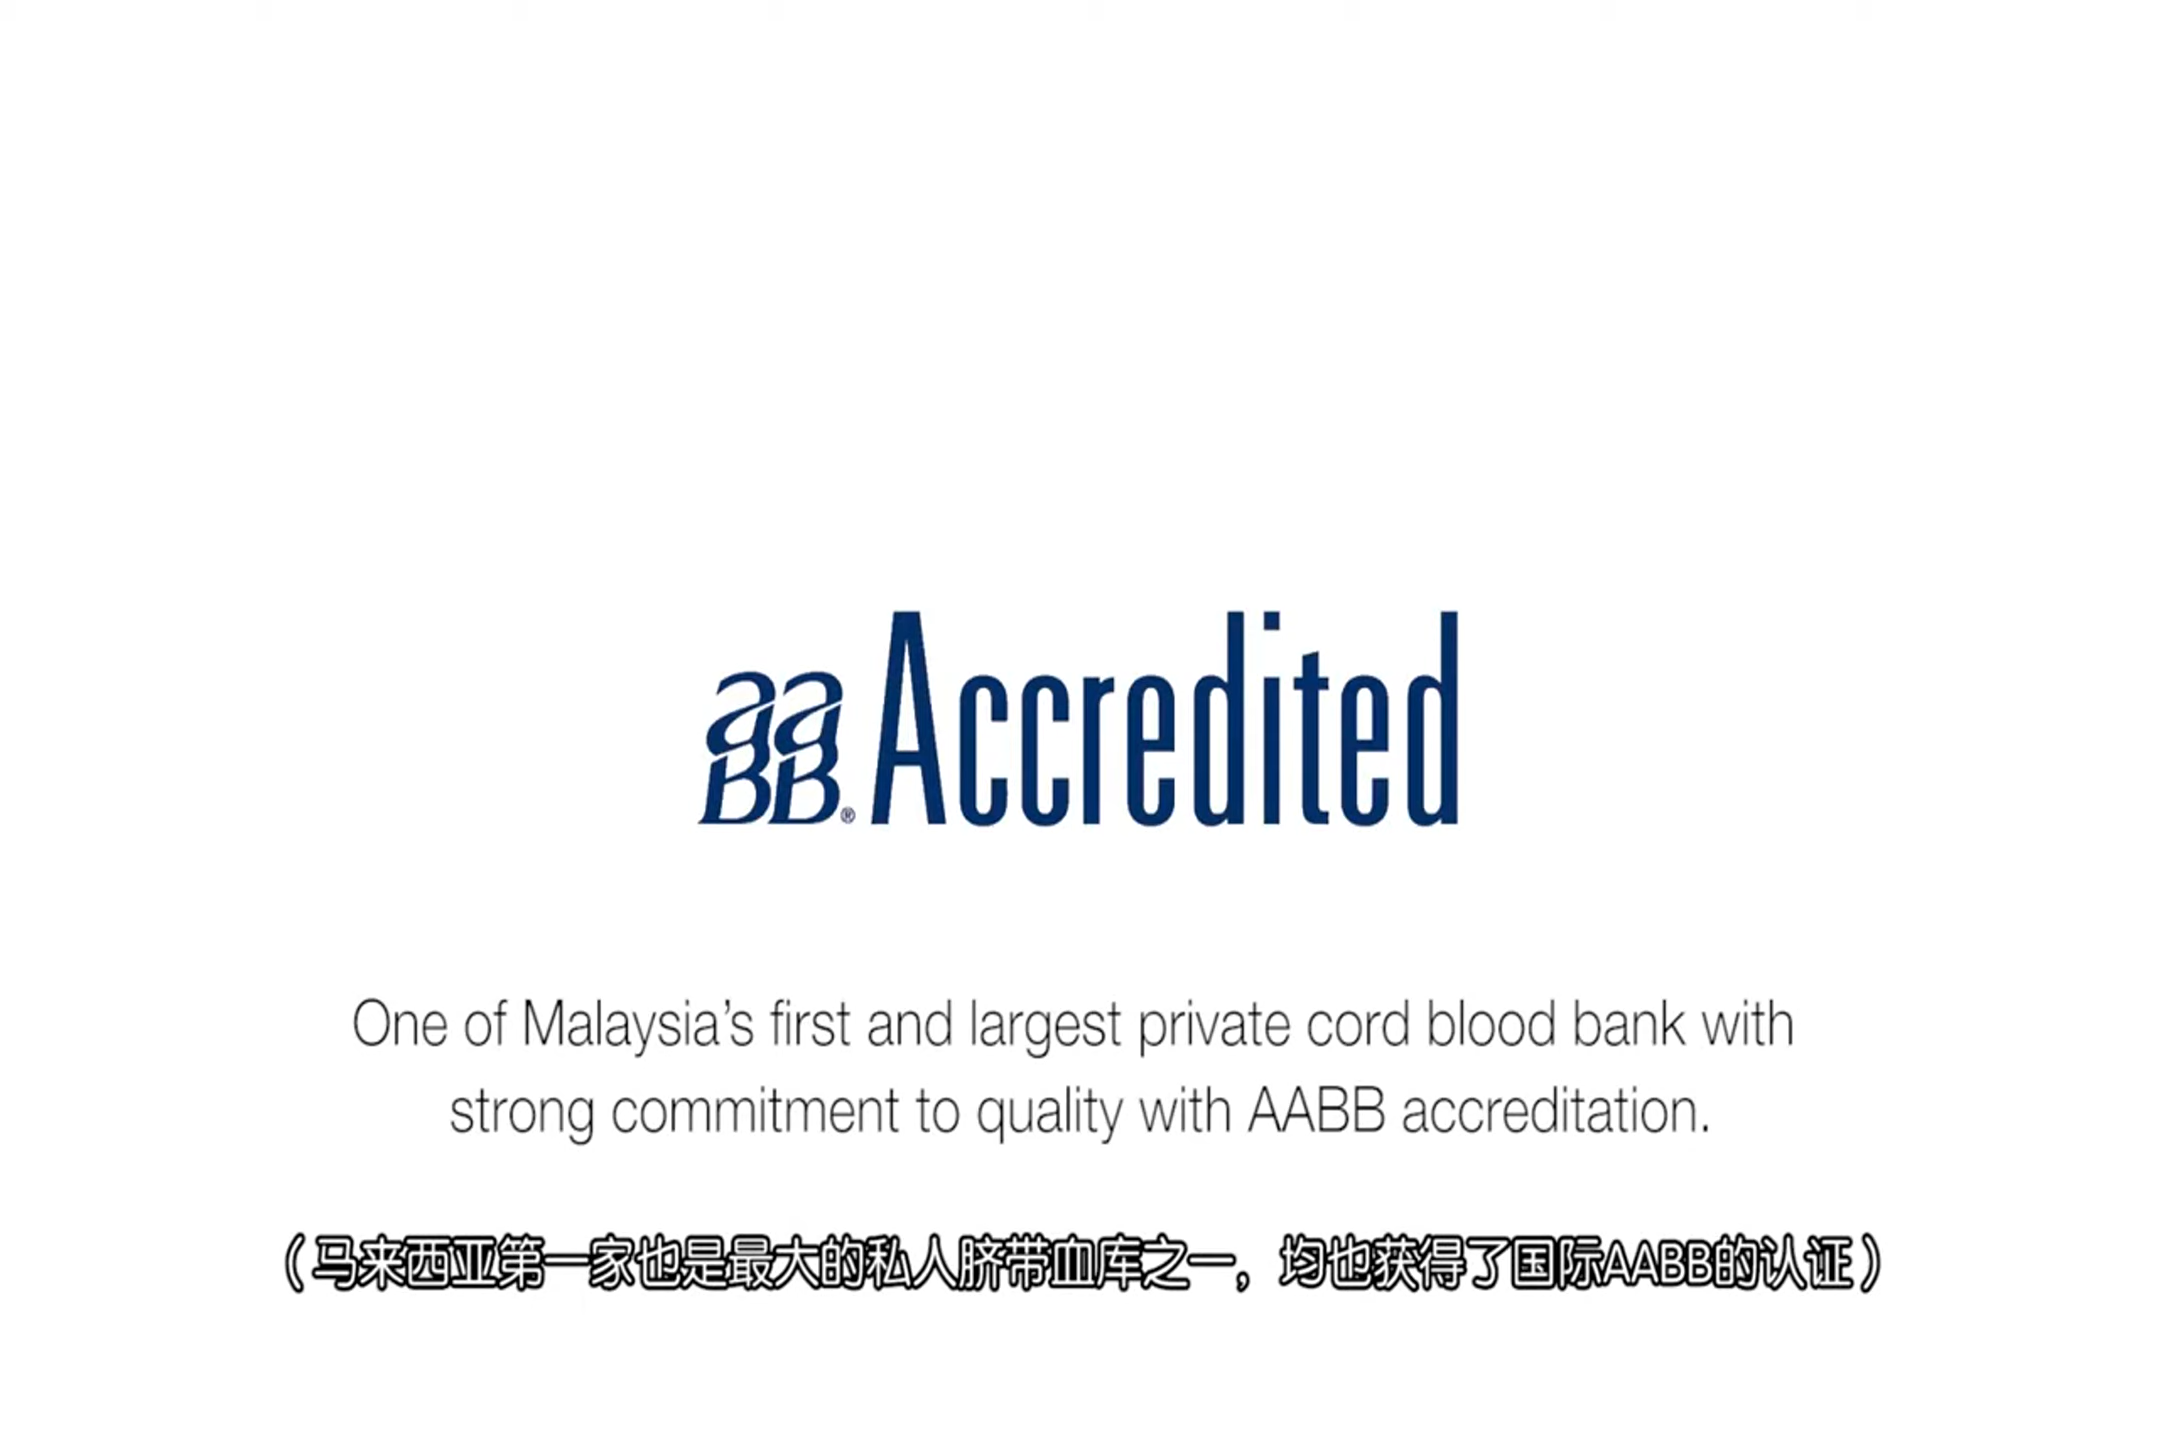 aaBB® Accredited
One of Malaysia’s first and largest private cord blood bank with
strong commitment to quality with AABB accreditation.
（马来西亚第一家也是最大的私人脐带血库之一，均也获得了国际AABB的认证）